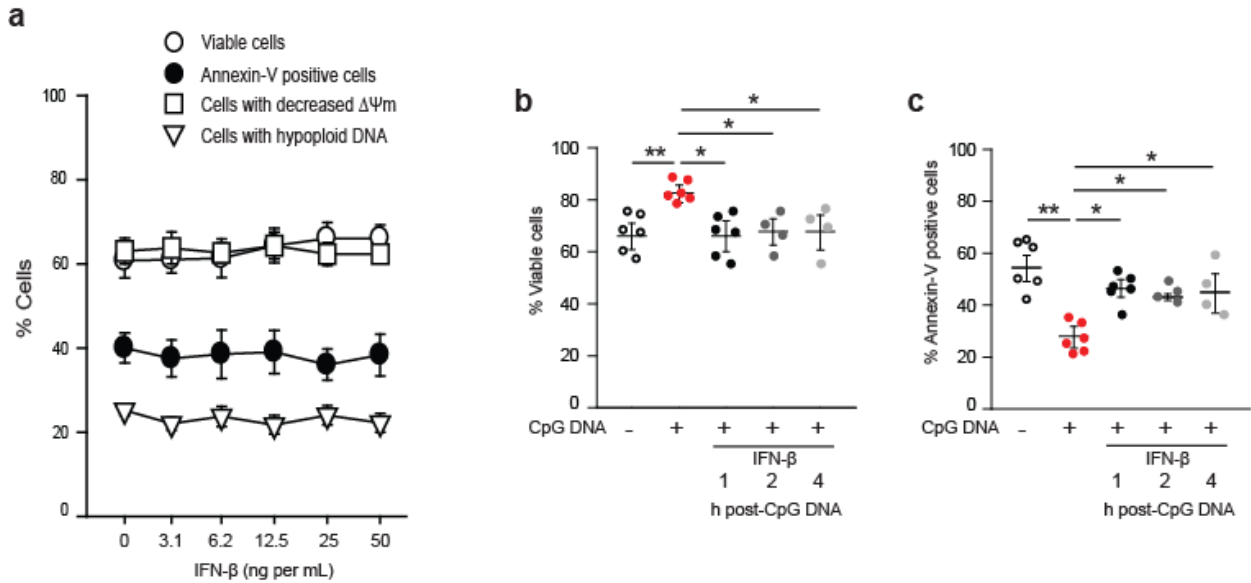 a
Viable cells
Annexin-V positive cells
Cells with decreased ΔΨm
Cells with hypoploid DNA
% Cells
100
80
60
40
20
0
0 3.1 6.2 12.5 25 50
IFN-β (ng per mL)
b
% Viable cells
100
80
60
40
20
0
** * * *
CpG DNA – + + + +
IFN-β
1 2 4
h post-CpG DNA
c
% Annexin-V positive cells
100
80
60
40
20
0
** * * *
CpG DNA – + + + +
IFN-β
1 2 4
h post-CpG DNA